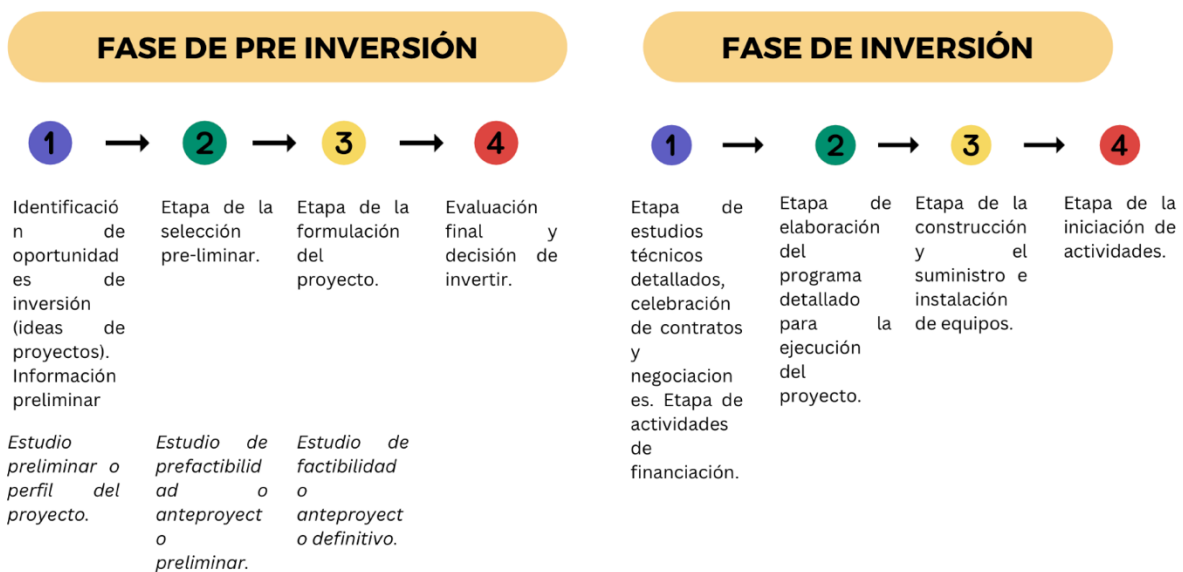 FASE DE PRE INVERSIÓN
1
2
3
4
Identificació
n de
oportunidad
es de
inversión
(ideas de
proyectos).
Información
preliminar
Estudio
preliminar o
perfil del
proyecto.
Etapa de la
selección
pre-liminar.
Estudio de
prefactibilid
ad o
anteproyect
o
preliminar.
Etapa de la
formulación
del
proyecto.
Estudio de
factibilidad
o
anteproyect
o definitivo.
Evaluación
final y
decisión de
invertir.
FASE DE INVERSIÓN
1
2
3
4
Etapa de
estudios
técnicos
detallados,
celebración
de contratos
y
negociacion
es. Etapa de
actividades
de
financiación.
Etapa de
elaboración
del
programa
detallado
para la
ejecución
del
proyecto.
Etapa de la
construcción
y el
suministro e
instalación
de equipos.
Etapa de la
iniciación de
actividades.